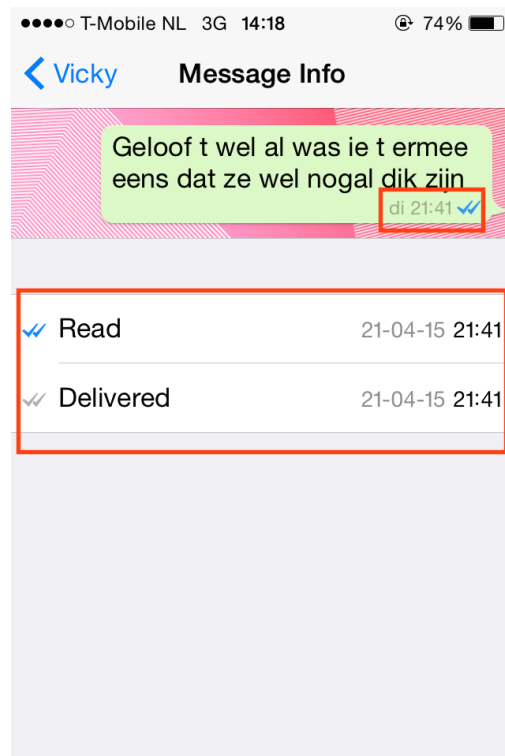 T-Mobile NL 3G 14:18 74%
Vicky Message Info
Geloof t wel al was ie t ermee
eens dat ze wel nogal dik zijn
di 21:41
Read 21-04-15 21:41
Delivered 21-04-15 21:41